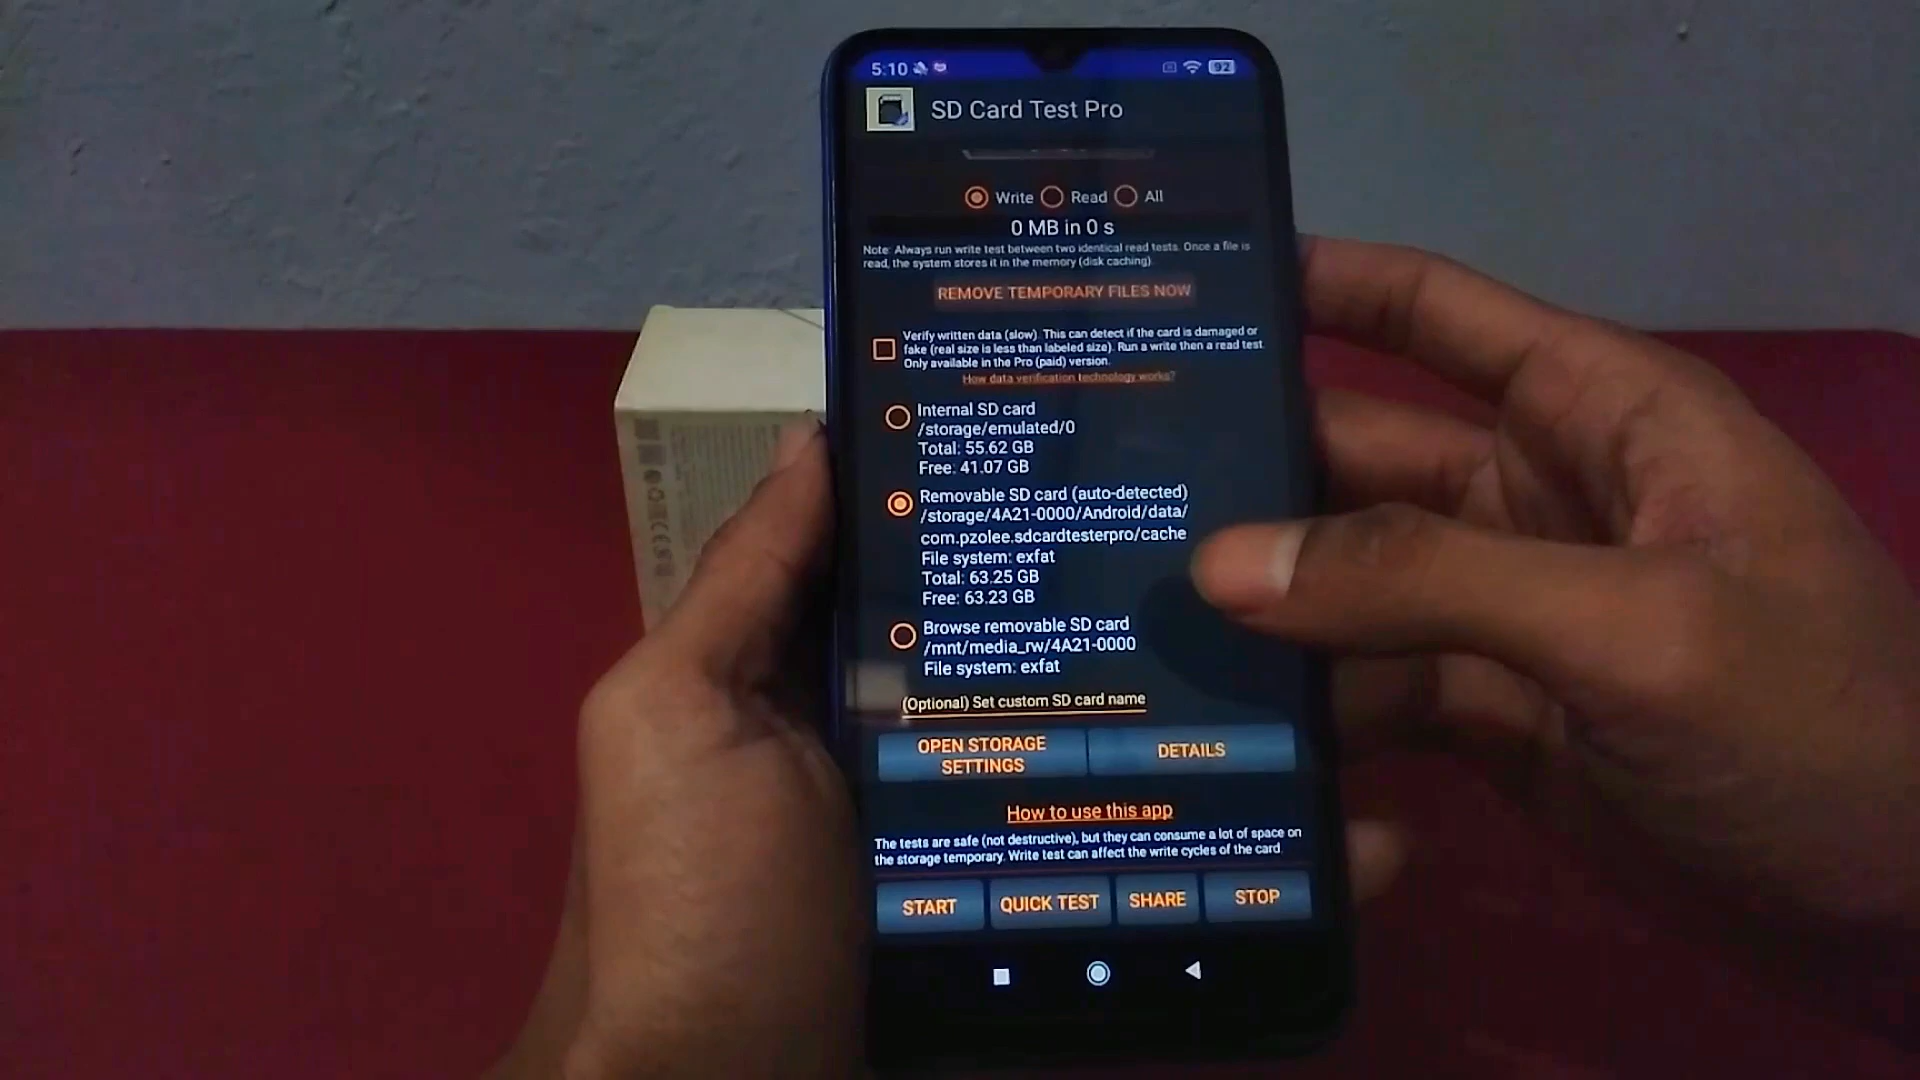 5:10
92
SD Card Test Pro
Write Read All
0 MB in 0 s
Note: Always run write test between two identical read tests. Once a file is
read, the system stores it in the memory (disk caching).
REMOVE TEMPORARY FILES NOW
Verify written data (slow). This can detect if the card is damaged or
fake (real size is less than labeled size). Run a write then a read test.
Only available in the Pro (paid) version.
How data verification technology works?
Internal SD card
/storage/emulated/0
Total: 55.62 GB
Free: 41.07 GB
Removable SD card (auto-detected)
/storage/4A21-0000/Android/data/
com.pzolee.sdcardtesterpro/cache
File system: exfat
Total: 63.25 GB
Free: 63.23 GB
Browse removable SD card
/mnt/media_rw/4A21-0000
File system: exfat
(Optional) Set custom SD card name
OPEN STORAGE
SETTINGS
DETAILS
How to use this app
The tests are safe (not destructive), but they can consume a lot of space on
the storage temporary. Write test can affect the write cycles of the card.
START QUICK TEST SHARE STOP